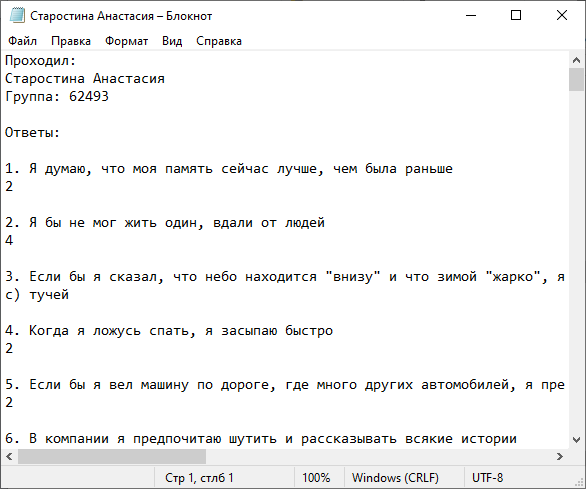 Старостина Анастасия – Блокнот
Файл Правка Формат Вид Справка
Проходил:
Старостина Анастасия
Группа: 62493
Ответы:
1. Я думаю, что моя память сейчас лучше, чем была раньше
2
2. Я бы не мог жить один, вдали от людей
4
3. Если бы я сказал, что небо находится "внизу" и что зимой "жарко", я
с) тучей
4. Когда я ложусь спать, я засыпаю быстро
2
5. Если бы я вел машину по дороге, где много других автомобилей, я пре
2
6. В компании я предпочитаю шутить и рассказывать всякие истории
Стр 1, стлб 1 100% Windows (CRLF) UTF-8